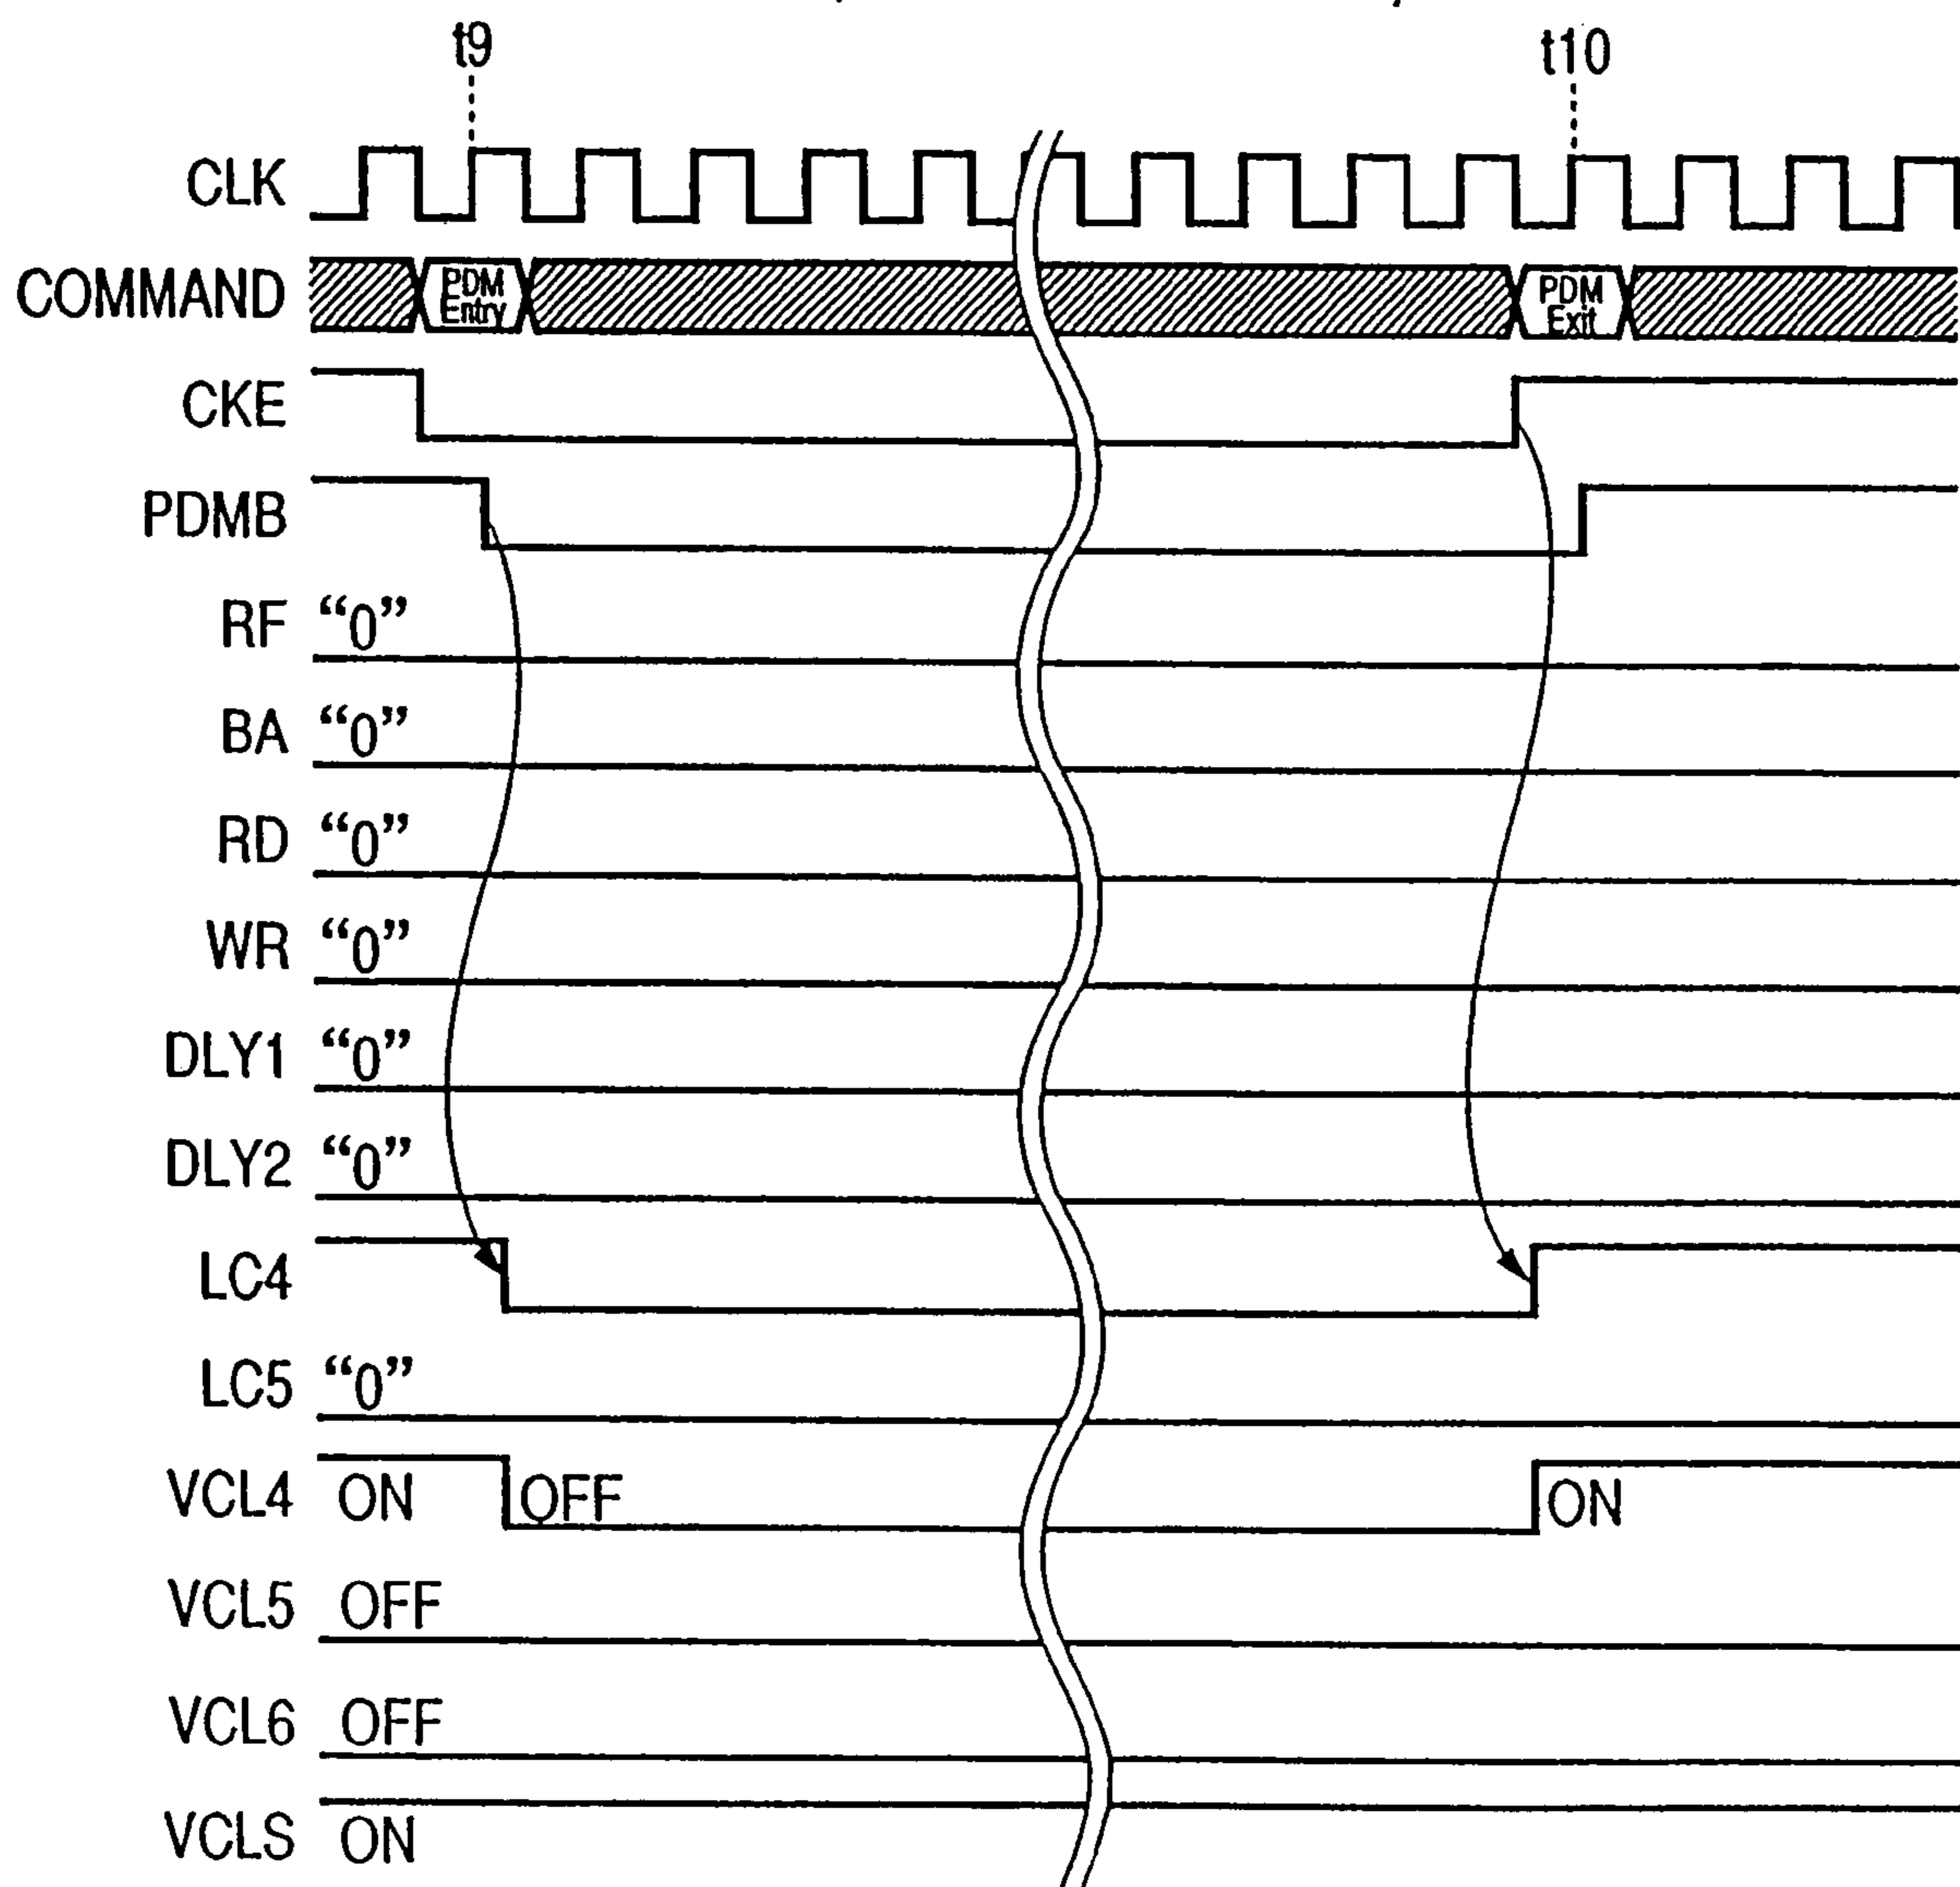 t9
t10
CLK
COMMAND
PDM
Entry
PDM
Exit
CKE
PDMB
RF “0”
BA “0”
RD “0”
WR “0”
DLY1 “0”
DLY2 “0”
LC4
LC5 “0”
VCL4 ON OFF ON
VCL5 OFF
VCL6 OFF
VCLS ON